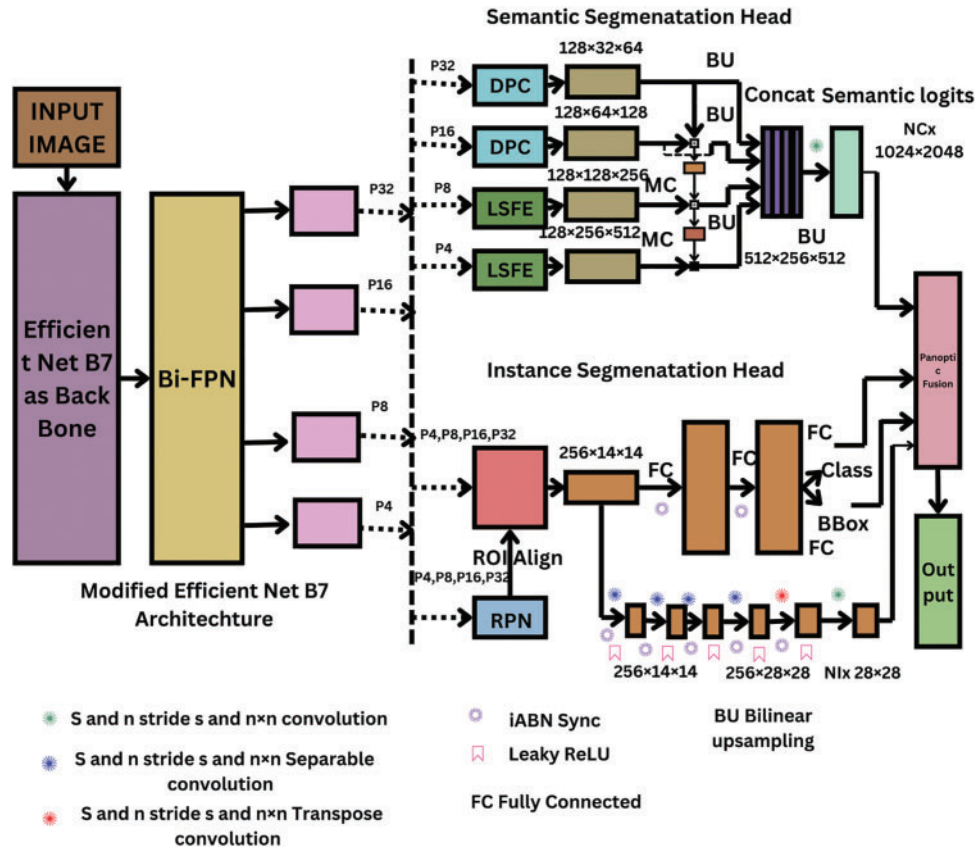 Semantic Segmenatation Head
INPUT
IMAGE
Efficien
t Net B7
as Back
Bone
Bi-FPN
P32
P16
P8
P4
Modified Efficient Net B7
Architechture
P32
DPC
128×32×64
BU
P16
DPC
128×64×128
BU
P8
LSFE
128×128×256
MC
BU
P4
LSFE
128×256×512
MC
Concat
Semantic logits
NCx
1024×2048
BU
512×256×512
Instance Segmenatation Head
P4,P8,P16,P32
256×14×14
FC
FC
FC
Class
BBox
FC
ROI Align
P4,P8,P16,P32
RPN
256×14×14
256×28×28
NIx 28×28
Panopti
c Fusion
Out
put
S and n stride s and n×n convolution
S and n stride s and n×n Separable
convolution
S and n stride s and n×n Transpose
convolution
iABN Sync
Leaky ReLU
FC Fully Connected
BU Bilinear
upsampling